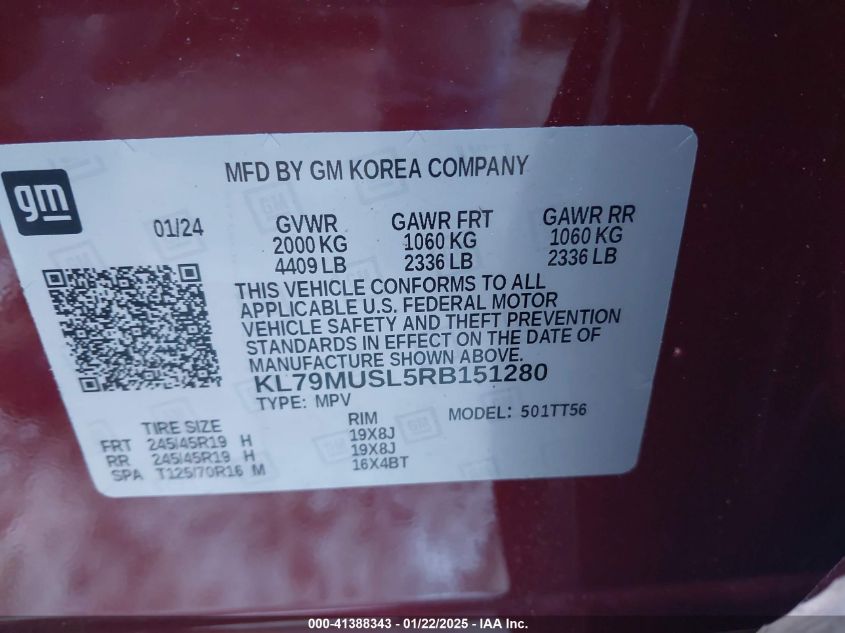 MFD BY GM KOREA COMPANY
gm
01/24
GVWR GAWR FRT GAWR RR
2000 KG 1060 KG 1060 KG
4409 LB 2336 LB 2336 LB
THIS VEHICLE CONFORMS TO ALL
APPLICABLE U.S. FEDERAL MOTOR
VEHICLE SAFETY AND THEFT PREVENTION
STANDARDS IN EFFECT ON THE DATE OF
MANUFACTURE SHOWN ABOVE.
KL79MUSL5RB151280
TYPE: MPV MODEL: 501TT56
TIRE SIZE RIM
FRT 245/45R19 H 19X8J
RR 245/45R19 H 19X8J
SPA T125/70R16 M 16X4BT
000-41388343 - 01/22/2025 - IAA Inc.